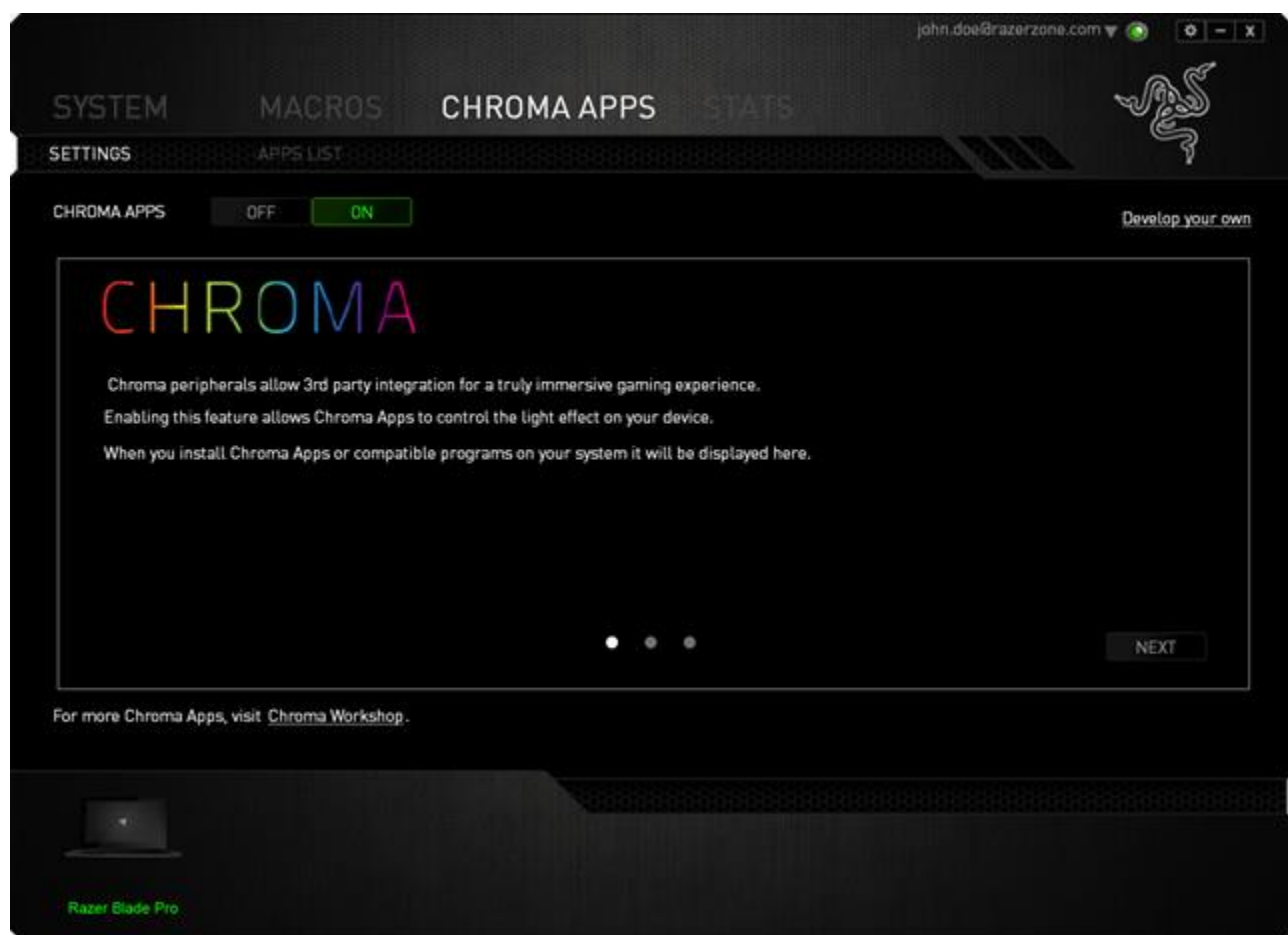 john.doe@razerzone.com
SYSTEM MACROS CHROMA APPS STATS
SETTINGS APPS LIST
CHROMA APPS OFF ON
Develop your own
CHROMA
Chroma peripherals allow 3rd party integration for a truly immersive gaming experience.
Enabling this feature allows Chroma Apps to control the light effect on your device.
When you install Chroma Apps or compatible programs on your system it will be displayed here.
NEXT
For more Chroma Apps, visit Chroma Workshop.
Razer Blade Pro